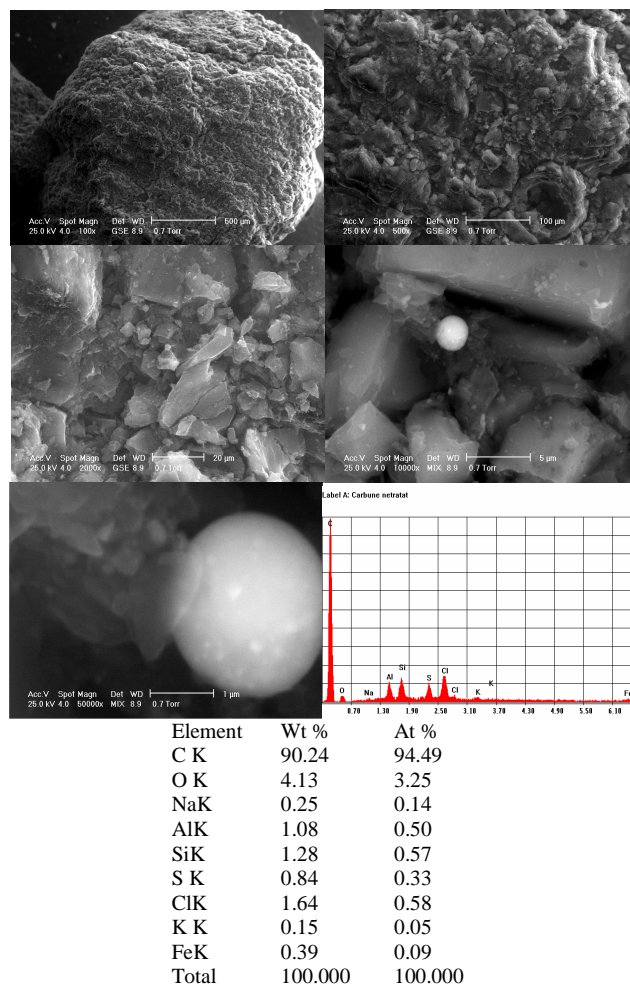 Acc.V Spot Magn Det WD 500 µm
25.0 kV 4.0 100x GSE 8.9 0.7 Torr
Acc.V Spot Magn Det WD 100 µm
25.0 kV 4.0 500x GSE 8.9 0.7 Torr
Acc.V Spot Magn Det WD 20 µm
25.0 kV 4.0 2000x GSE 8.9 0.7 Torr
Acc.V Spot Magn Det WD 5 µm
25.0 kV 4.0 10000x MIX 8.9 0.7 Torr
Acc.V Spot Magn Det WD 1 µm
25.0 kV 4.0 50000x MIX 8.9 0.7 Torr
Label A: Carbune netratat
C
O Na Al Si S Cl Cl K K Fe
0.70 1.30 1.90 2.50 3.10 3.70 4.30 4.90 5.50 6.10
Element Wt % At %
C K 90.24 94.49
O K 4.13 3.25
NaK 0.25 0.14
AlK 1.08 0.50
SiK 1.28 0.57
S K 0.84 0.33
ClK 1.64 0.58
K K 0.15 0.05
FeK 0.39 0.09
Total 100.000 100.000